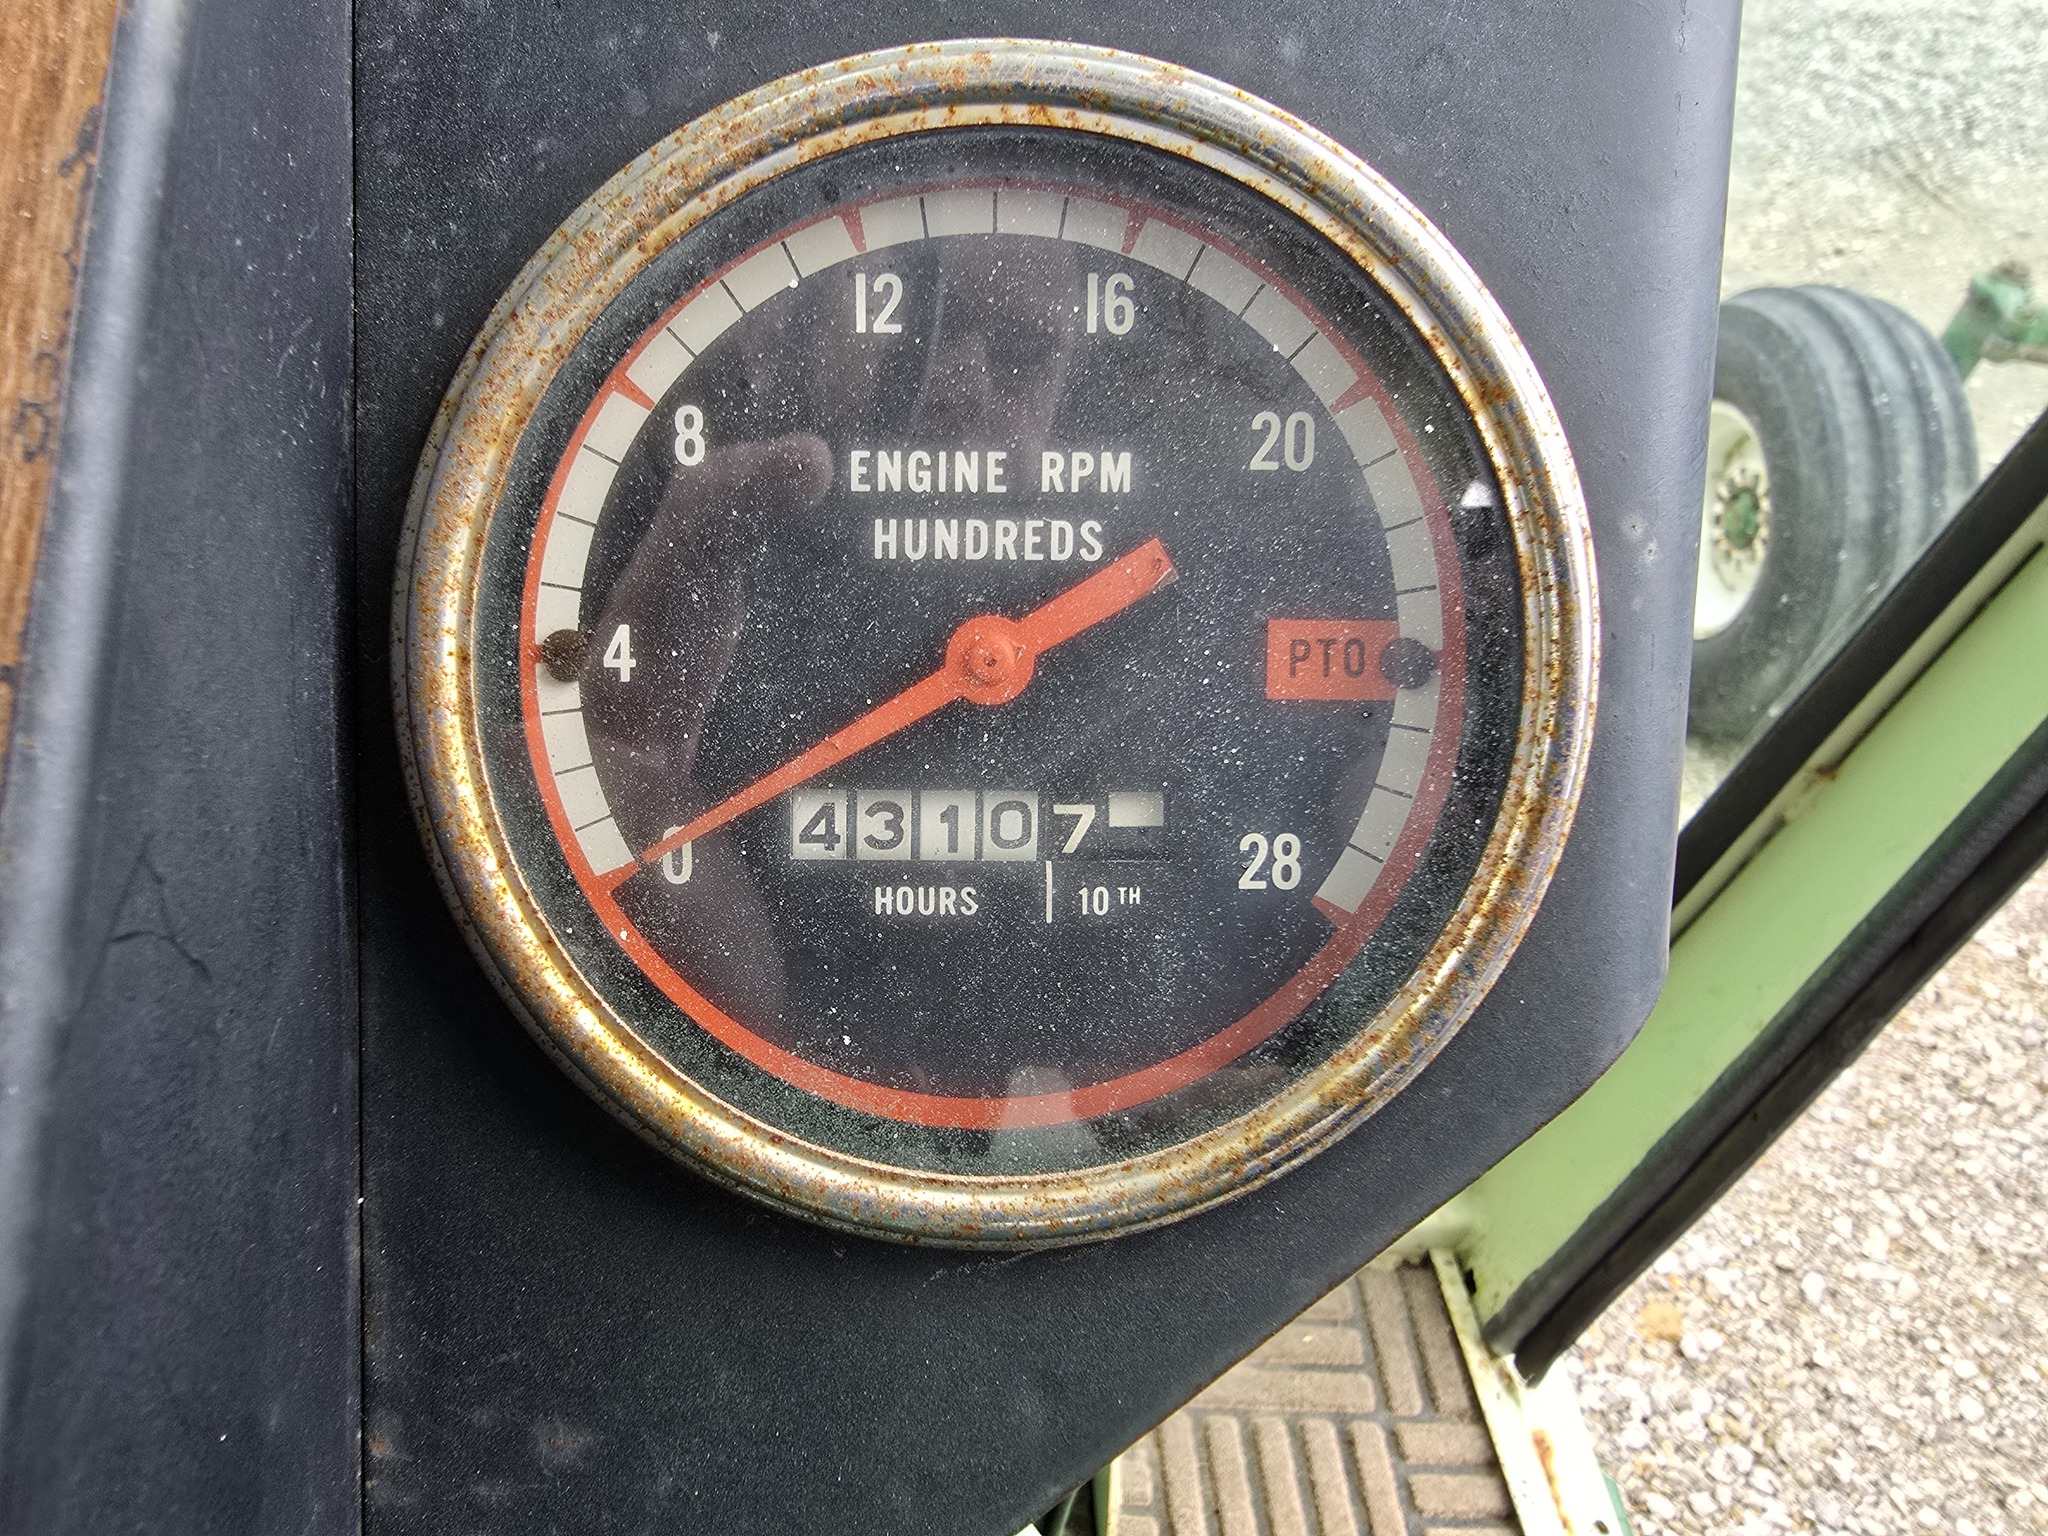 12 16
8 20
ENGINE RPM
HUNDREDS
4 PTO
43107
0 28
HOURS 10TH